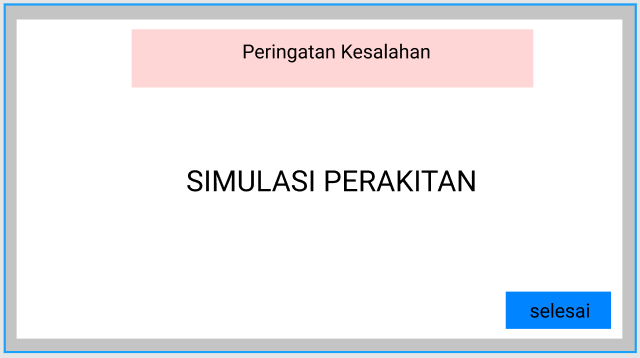 Peringatan Kesalahan
SIMULASI PERAKITAN
selesai